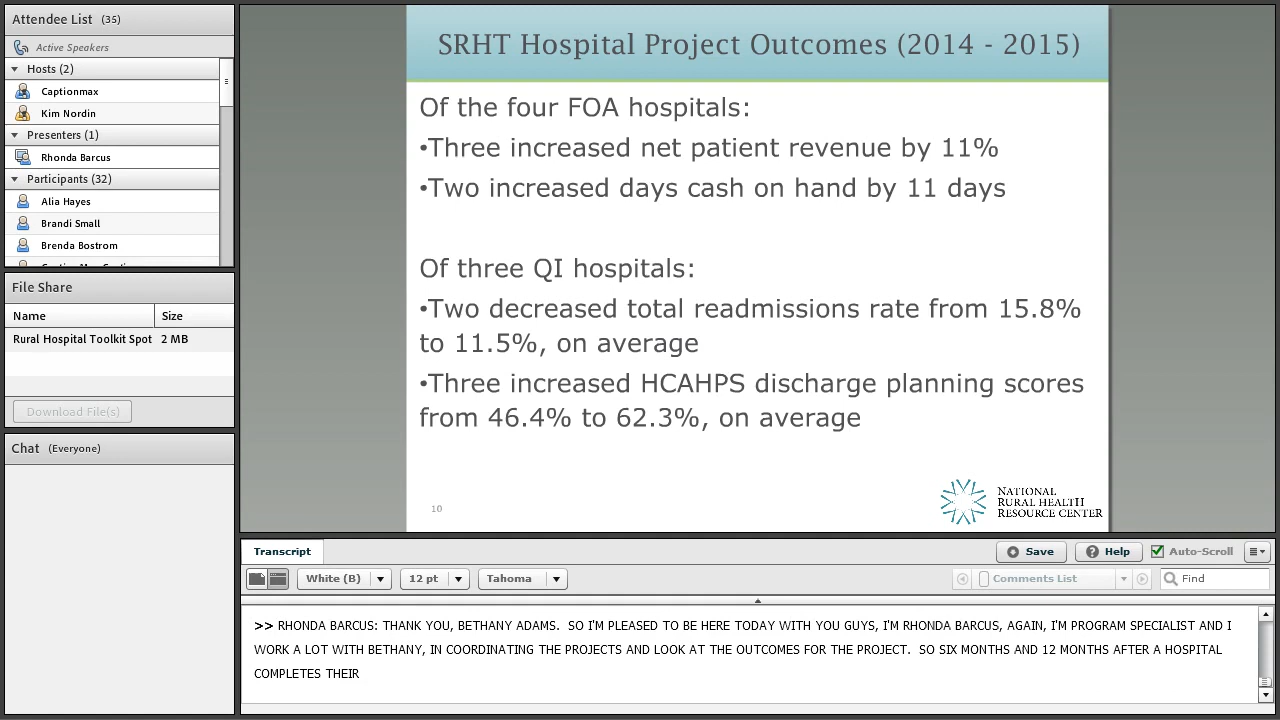 Attendee List (35)
Active Speakers
Hosts (2)
Captionmax
Kim Nordin
Presenters (1)
Rhonda Barcus
Participants (32)
Alia Hayes
Brandi Small
Brenda Bostrom
File Share
Name Size
Rural Hospital Toolkit Spot 2 MB
Download File(s)
Chat (Everyone)
SRHT Hospital Project Outcomes (2014 - 2015)
Of the four FOA hospitals:
•Three increased net patient revenue by 11%
•Two increased days cash on hand by 11 days
Of three QI hospitals:
•Two decreased total readmissions rate from 15.8%
to 11.5%, on average
•Three increased HCAHPS discharge planning scores
from 46.4% to 62.3%, on average
10
NATIONAL
RURAL HEALTH
RESOURCE CENTER
Transcript
Save
Help
Auto-Scroll
White (B)
12 pt
Tahoma
Comments List
Find
>> RHONDA BARCUS: THANK YOU, BETHANY ADAMS. SO I'M PLEASED TO BE HERE TODAY WITH YOU GUYS, I'M RHONDA BARCUS, AGAIN, I'M PROGRAM SPECIALIST AND I
WORK A LOT WITH BETHANY, IN COORDINATING THE PROJECTS AND LOOK AT THE OUTCOMES FOR THE PROJECT. SO SIX MONTHS AND 12 MONTHS AFTER A HOSPITAL
COMPLETES THEIR